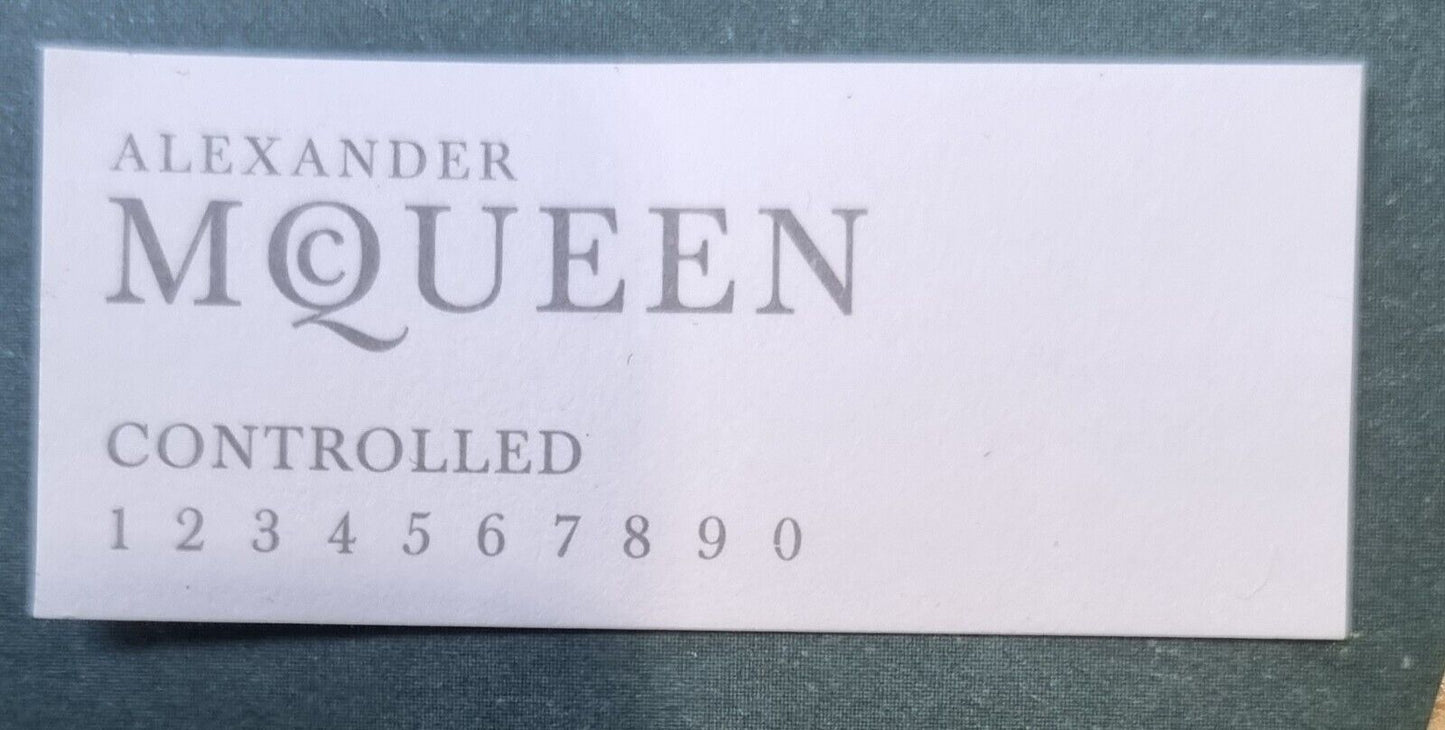 ALEXANDER
McQUEEN
CONTROLLED
1 2 3 4 5 6 7 8 9 0